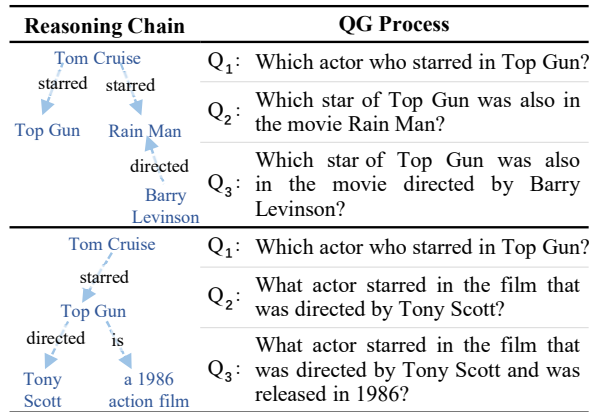 Reasoning Chain
QG Process
Tom Cruise
starred
starred
Top Gun
Rain Man
directed
Barry
Levinson
Q1: Which actor who starred in Top Gun?
Q2: Which star of Top Gun was also in
the movie Rain Man?
Q3: Which star of Top Gun was also
in the movie directed by Barry
Levinson?
Tom Cruise
starred
Top Gun
directed
is
Tony
Scott
a 1986
action film
Q1: Which actor who starred in Top Gun?
Q2: What actor starred in the film that
was directed by Tony Scott?
Q3: What actor starred in the film that
was directed by Tony Scott and was
released in 1986?